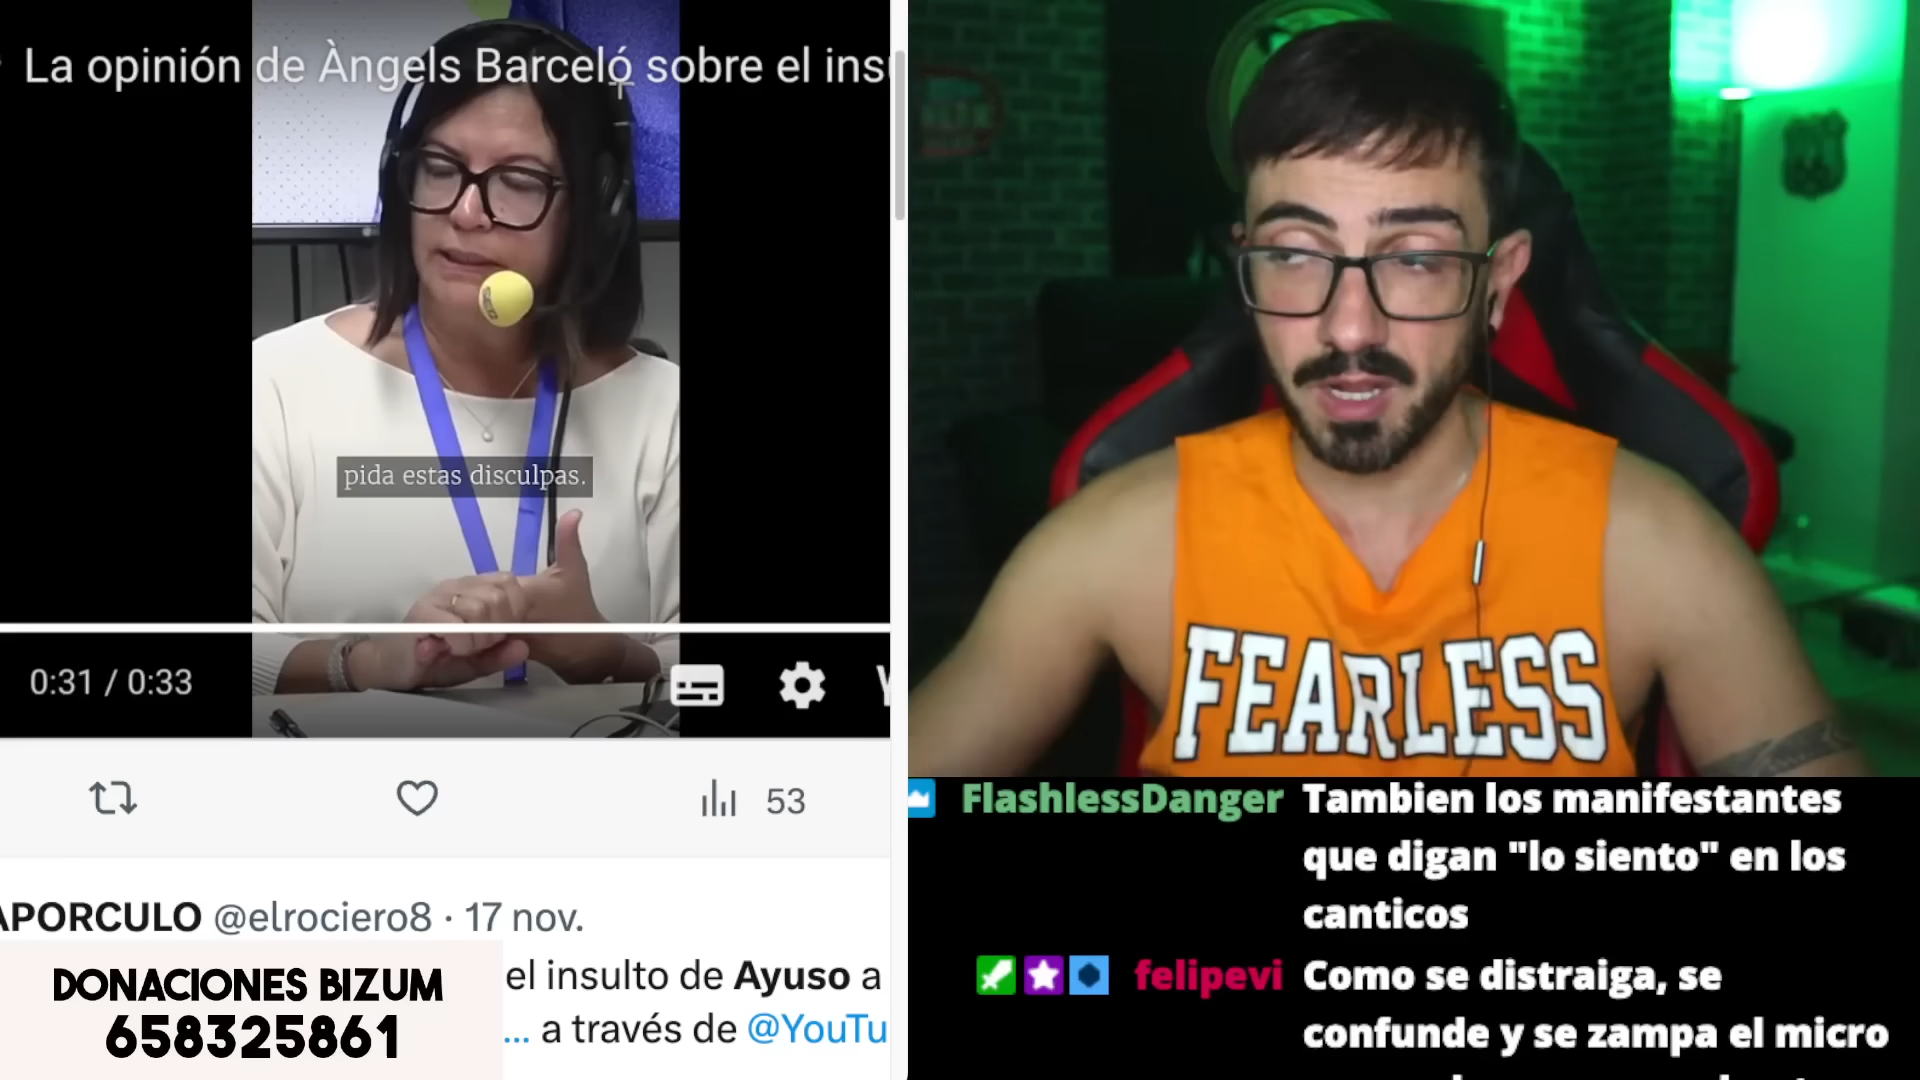 La opinión de Àngels Barceló sobre el ins
pida estas disculpas.
0:31 / 0:33
53
APORCULO @elrociero8 · 17 nov.
el insulto de Ayuso a
... a través de @YouTu
DONACIONES BIZUM
658325861
FEARLESS
FlashlessDanger Tambien los manifestantes
que digan "lo siento" en los
canticos
felipevi Como se distraiga, se
confunde y se zampa el micro